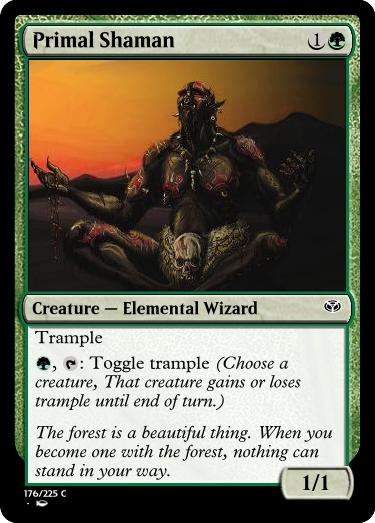 Primal Shaman 1
Creature — Elemental Wizard
Trample
, : Toggle trample (Choose a
creature, That creature gains or loses
trample until end of turn.)
The forest is a beautiful thing. When you
become one with the forest, nothing can
stand in your way.
176/225 C
1/1